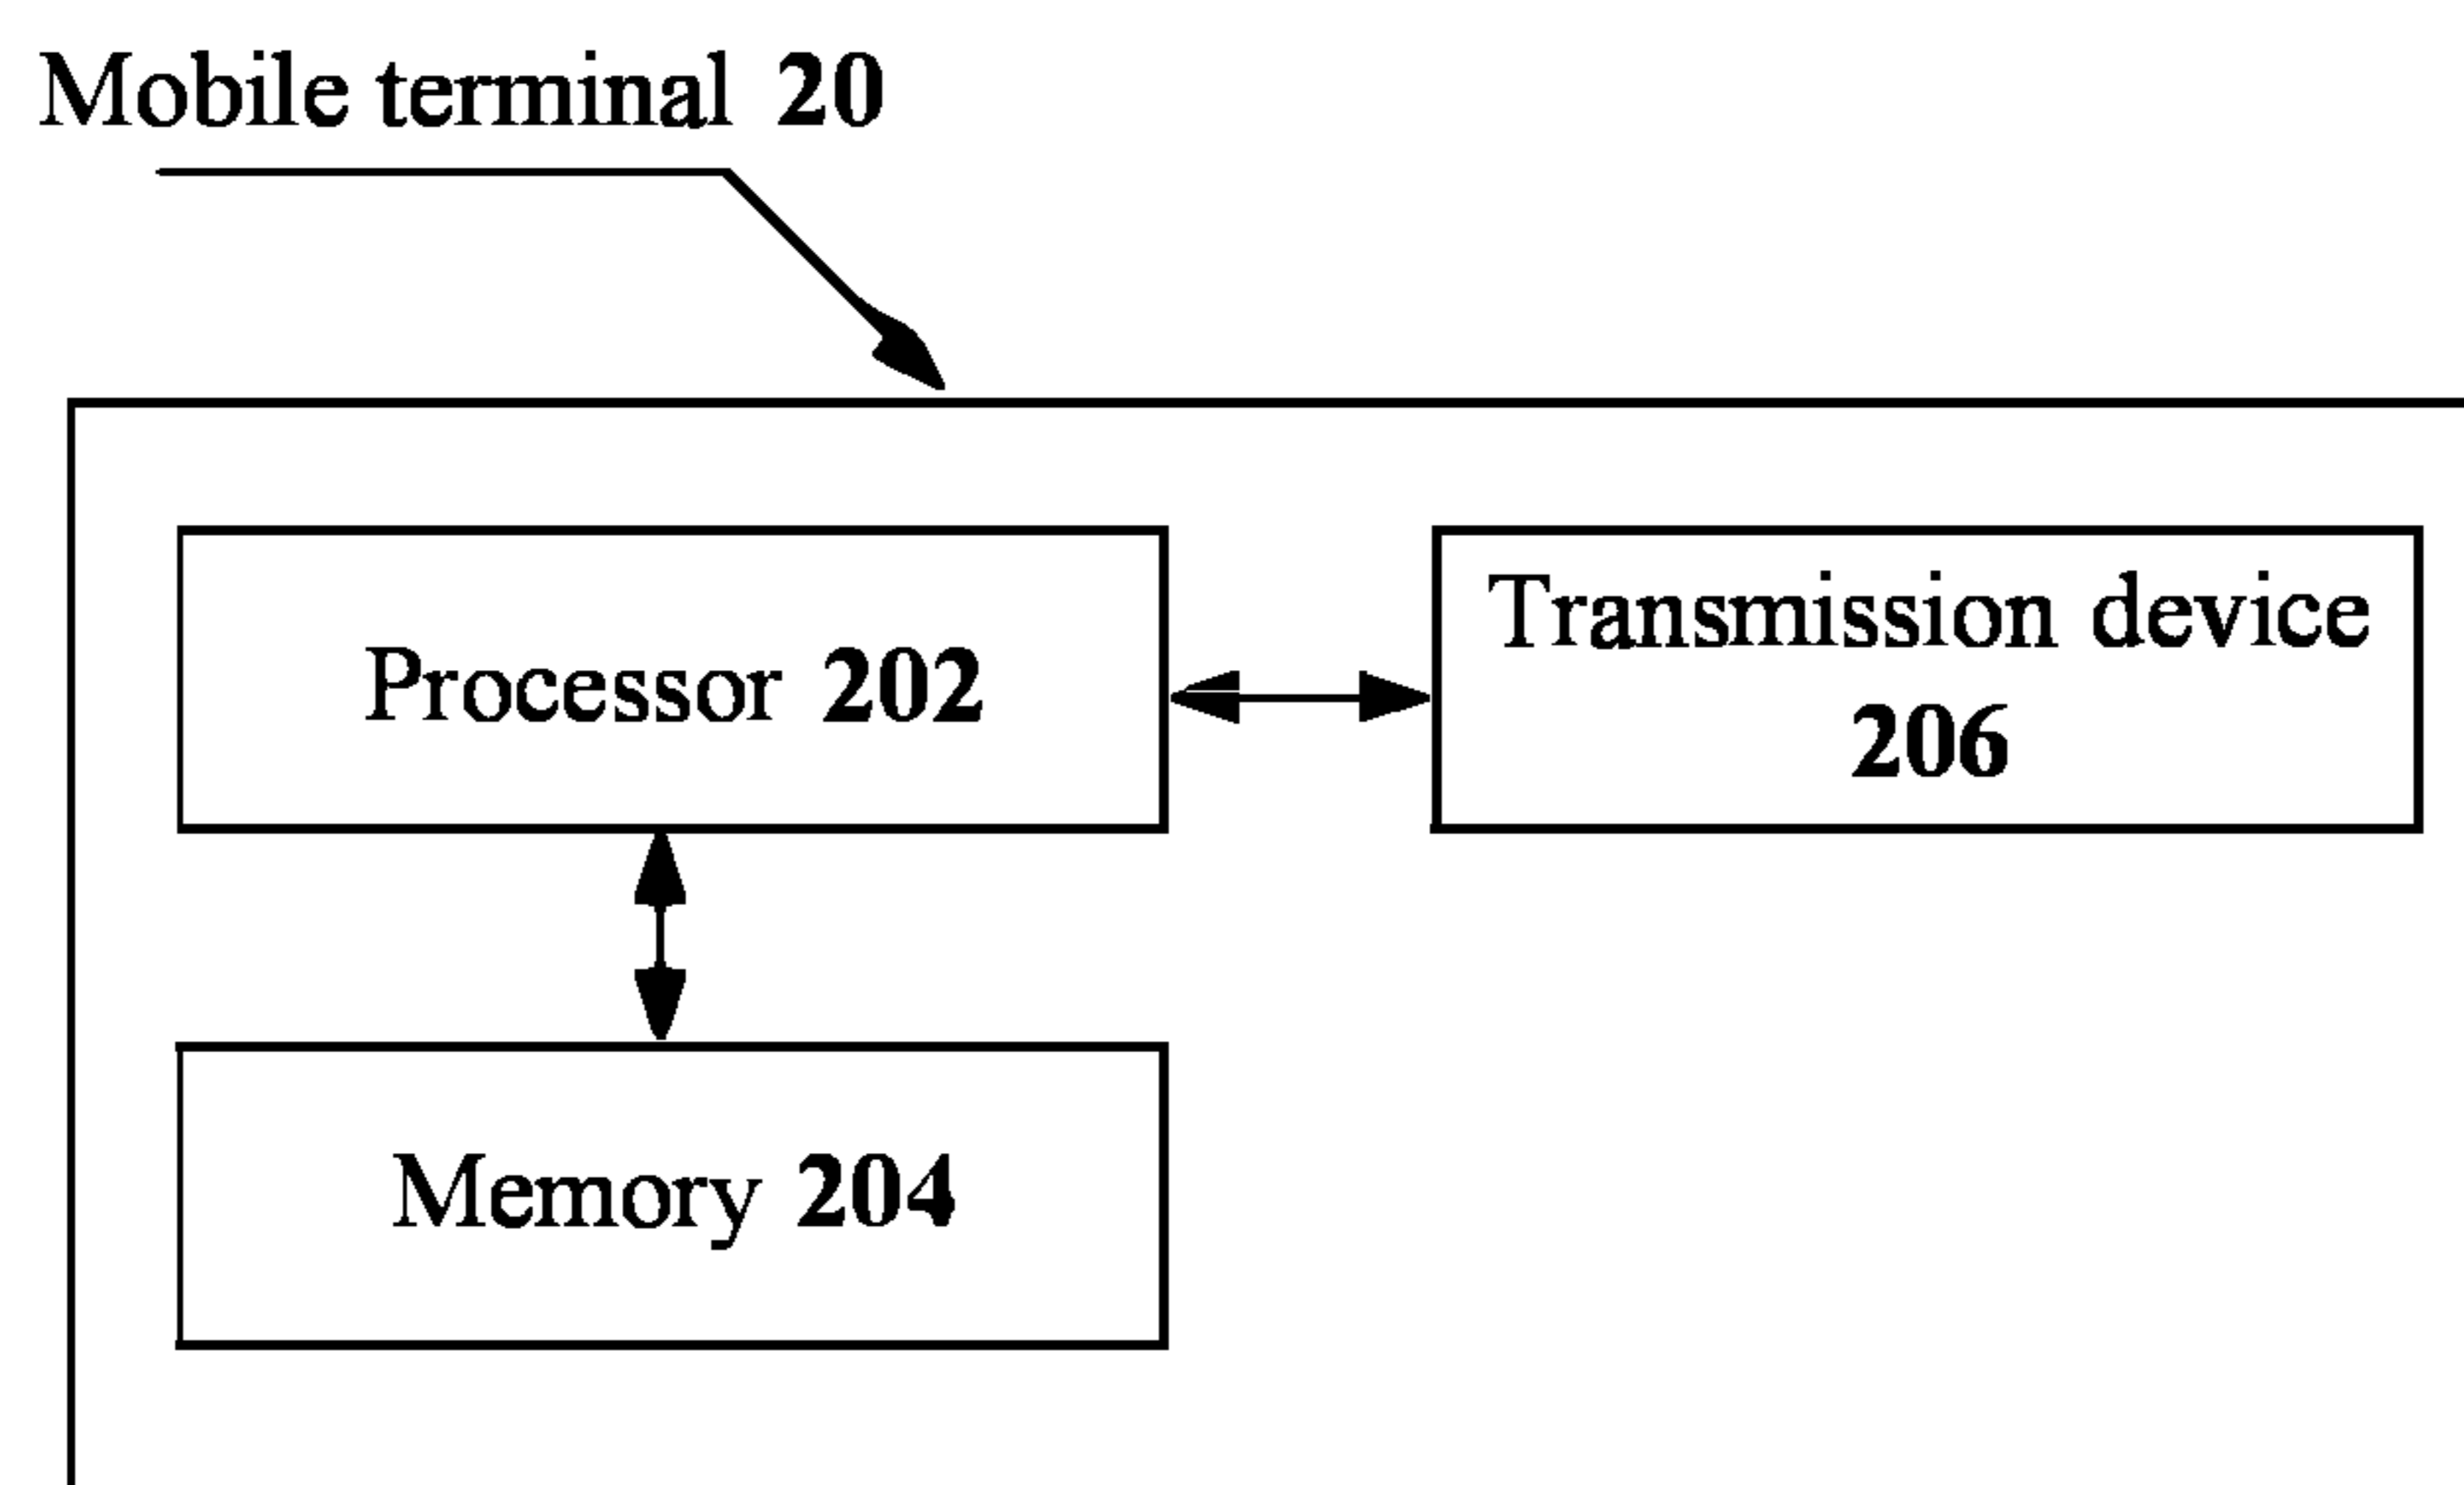 Mobile terminal 20
Processor 202
Transmission device
206
Memory 204